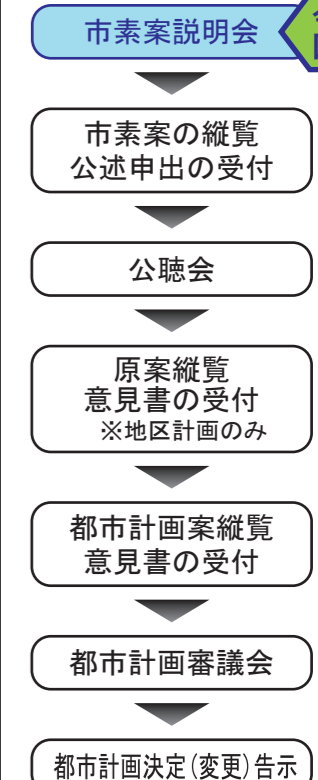 市素案説明会
市素案の縦覧
公述申出の受付
公聴会
原案縦覧
意見書の受付
※地区計画のみ
都市計画案縦覧
意見書の受付
都市計画審議会
都市計画決定(変更)告示